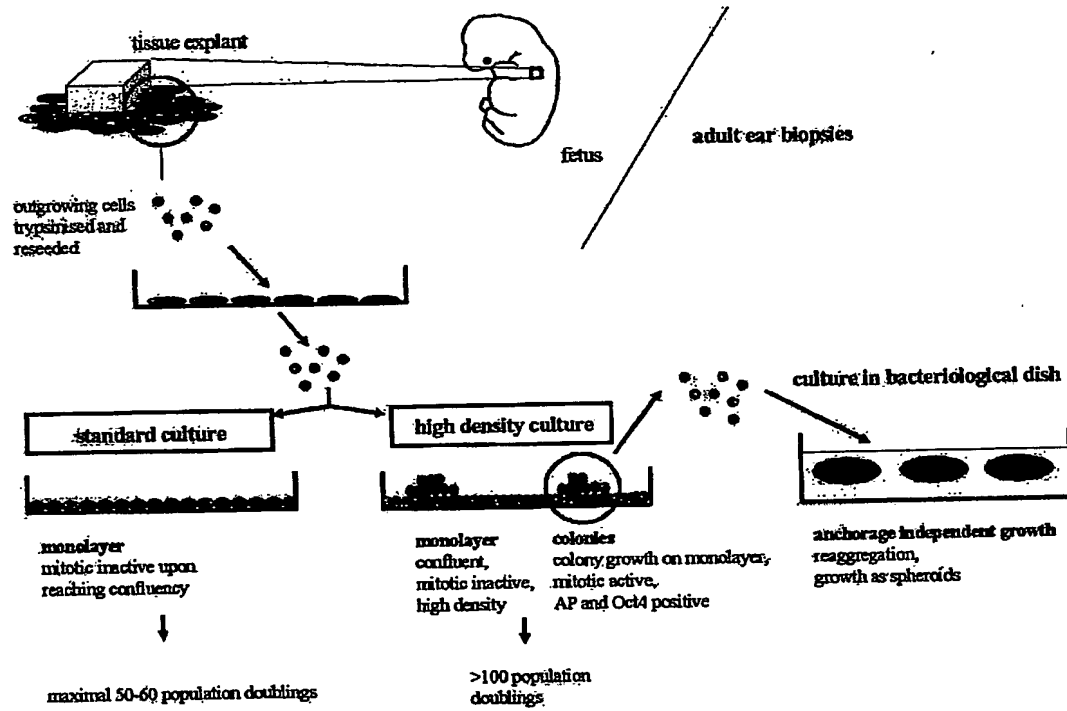 tissue explant
fetus
adult ear biopsies
outgrowing cells
trypsinised and
reseeded
culture in bacteriological dish
standard culture
high density culture
monolayer
mitotic inactive upon
reaching confluency
monolayer
confluent,
mitotic inactive,
high density
colonies
colony growth on monolayer,
mitotic active,
AP and Oct4 positive
anchorage independent growth
reaggregation,
growth as spheroids
maximal 50-60 population doublings
>100 population
doublings